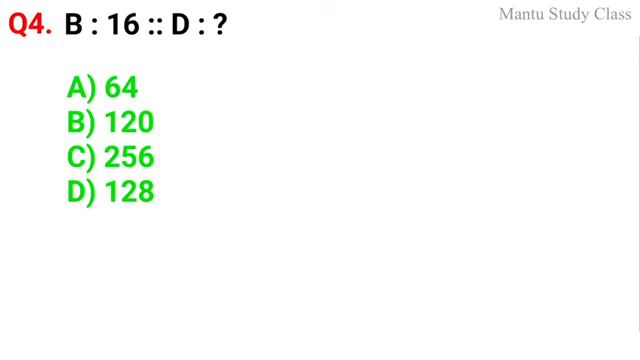 Mantu Study Class
Q4. B : 16 :: D : ?
A) 64
B) 120
C) 256
D) 128